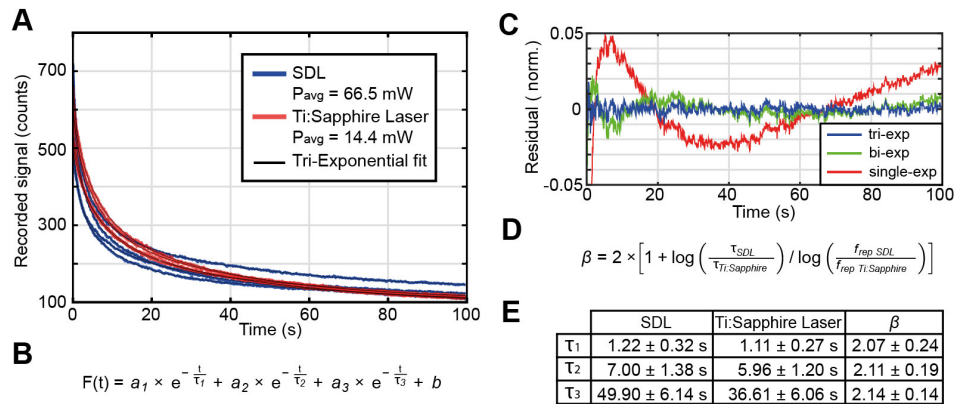 A
Recorded signal (counts)
700
500
300
100
0
20
40
60
80
100
Time (s)
SDL
Pavg = 66.5 mW
Ti:Sapphire Laser
Pavg = 14.4 mW
Tri-Exponential fit
B
F(t) = a1 × e^(- t/τ1) + a2 × e^(- t/τ2) + a3 × e^(- t/τ3) + b
C
Residual ( norm.)
0.05
0
-0.05
0
20
40
60
80
100
Time (s)
tri-exp
bi-exp
single-exp
D
β = 2 × [1 + log (τSDL / τTi:Sapphire) / log (frep SDL / frep Ti:Sapphire)]
E
SDL Ti:Sapphire Laser β
τ1 1.22 ± 0.32 s 1.11 ± 0.27 s 2.07 ± 0.24
τ2 7.00 ± 1.38 s 5.96 ± 1.20 s 2.11 ± 0.19
τ3 49.90 ± 6.14 s 36.61 ± 6.06 s 2.14 ± 0.14